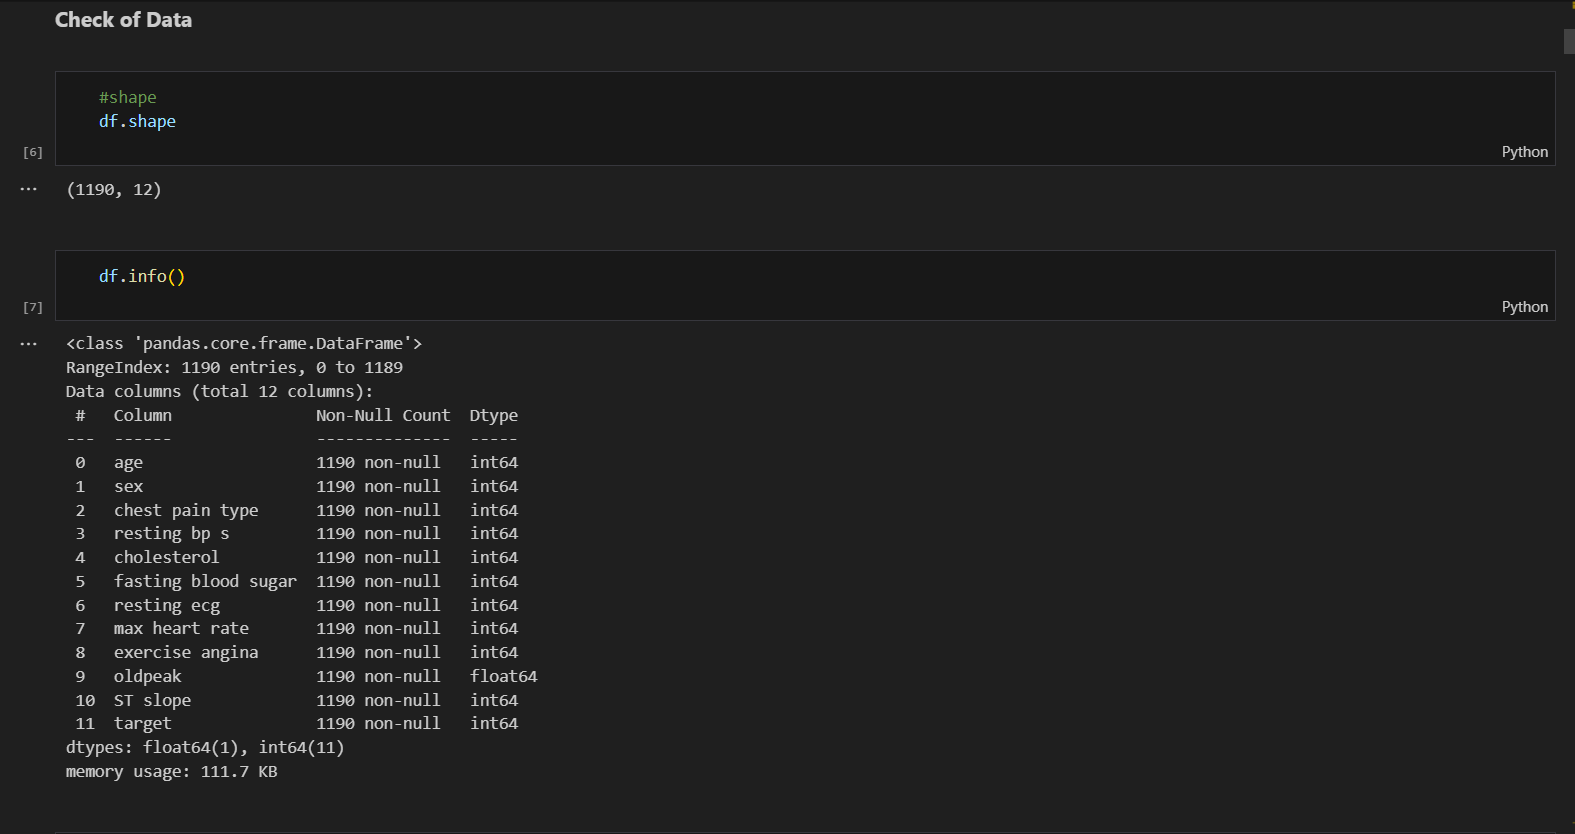 Check of Data
#shape
df.shape
[6]
Python
(1190, 12)
df.info()
[7]
Python
<class 'pandas.core.frame.DataFrame'>
RangeIndex: 1190 entries, 0 to 1189
Data columns (total 12 columns):
 #   Column               Non-Null Count  Dtype
---  ------               --------------  -----
 0   age                  1190 non-null   int64
 1   sex                  1190 non-null   int64
 2   chest pain type      1190 non-null   int64
 3   resting bp s         1190 non-null   int64
 4   cholesterol          1190 non-null   int64
 5   fasting blood sugar  1190 non-null   int64
 6   resting ecg          1190 non-null   int64
 7   max heart rate       1190 non-null   int64
 8   exercise angina      1190 non-null   int64
 9   oldpeak              1190 non-null   float64
 10  ST slope             1190 non-null   int64
 11  target               1190 non-null   int64
dtypes: float64(1), int64(11)
memory usage: 111.7 KB